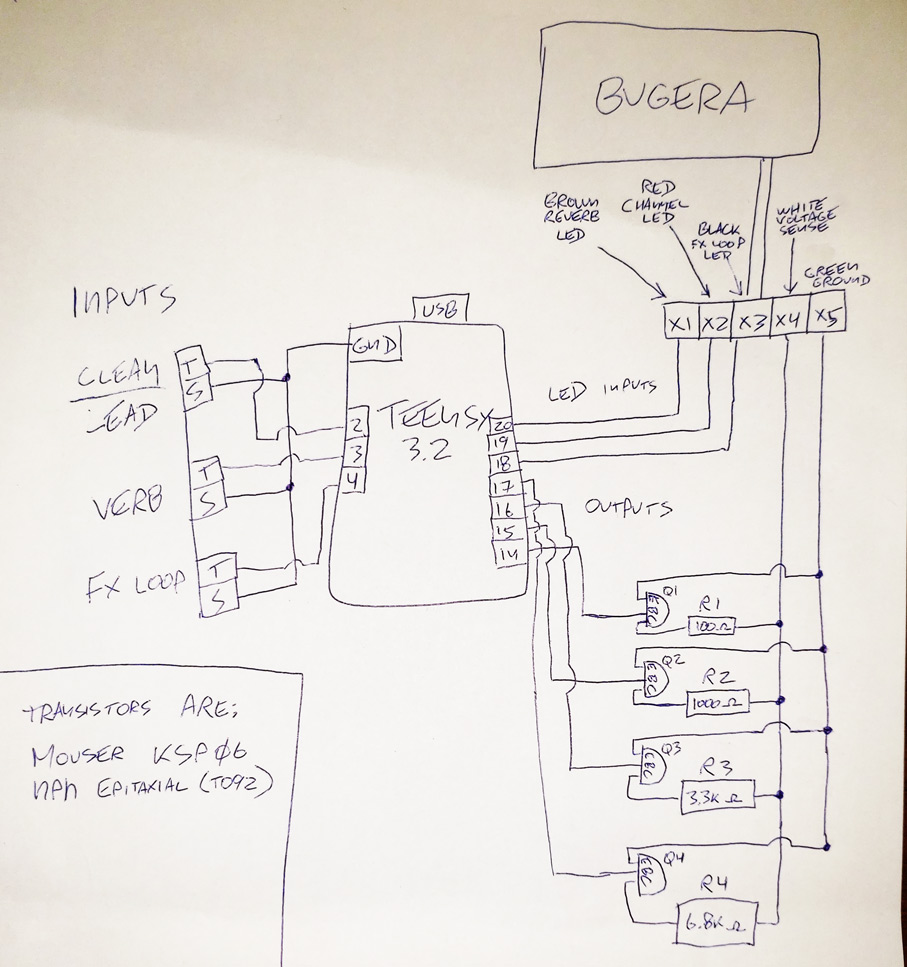 BUGERA
BROWN
REVERB
LED
RED
CHANNEL
LED
BLACK
FX LOOP
LED
WHITE
VOLTAGE
SENSE
GREEN
GROUND
X1 X2 X3 X4 X5
INPUTS
USB
GND
CLEAN
LEAD
T
S
VERB
T
S
FX LOOP
T
S
2
3
4
TEENSY
3.2
20
19
18
17
16
15
14
LED INPUTS
OUTPUTS
Q1
EBC
R1
100Ω
Q2
EBC
R2
1000Ω
Q3
EBC
R3
3.3K Ω
Q4
EBC
R4
6.8K Ω
TRANSISTORS ARE;
MOUSER KSPØ6
NPN EPITAXIAL (TO92)